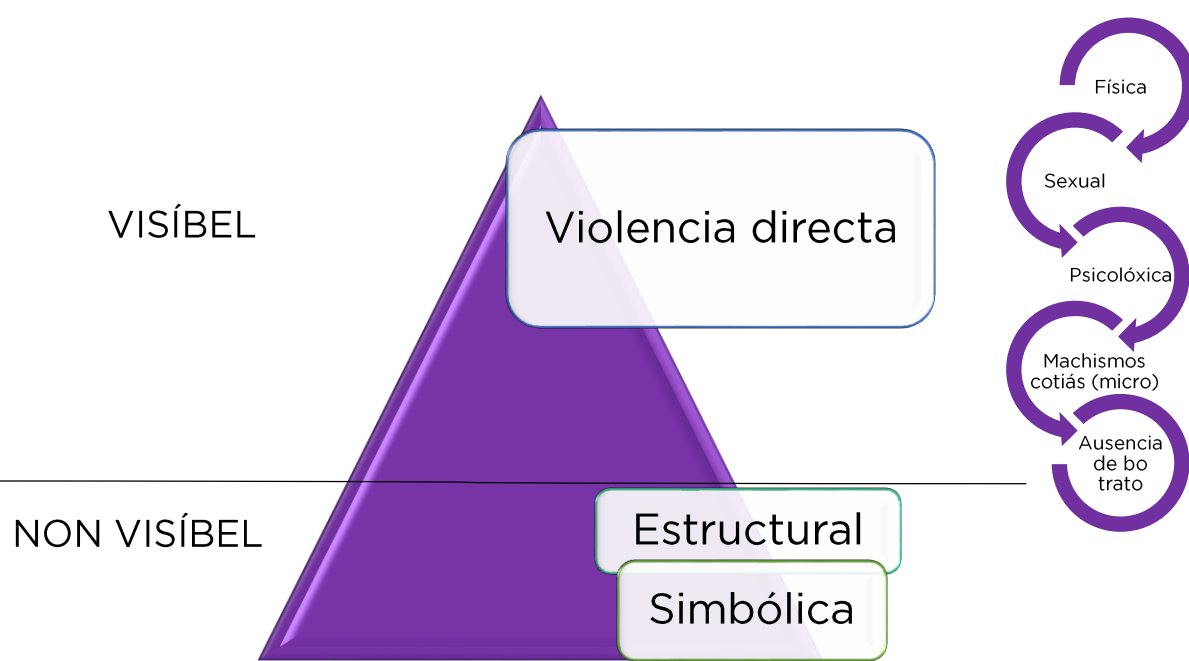 VISÍBEL
Violencia directa
NON VISÍBEL
Estructural
Simbólica
Física
Sexual
Psicolóxica
Machismos
cotiás (micro)
Ausencia
de bo
trato